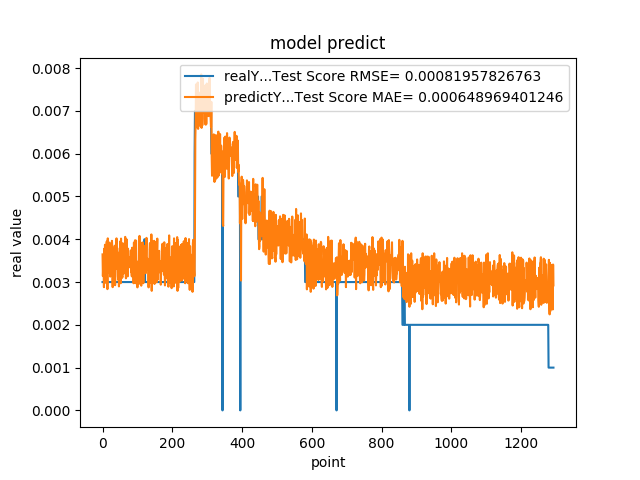 model predict
realY...Test Score RMSE= 0.00081957826763
predictY...Test Score MAE= 0.000648969401246
0.008
0.007
0.006
0.005
0.004
0.003
0.002
0.001
0.000
real value
0 200 400 600 800 1000 1200
point